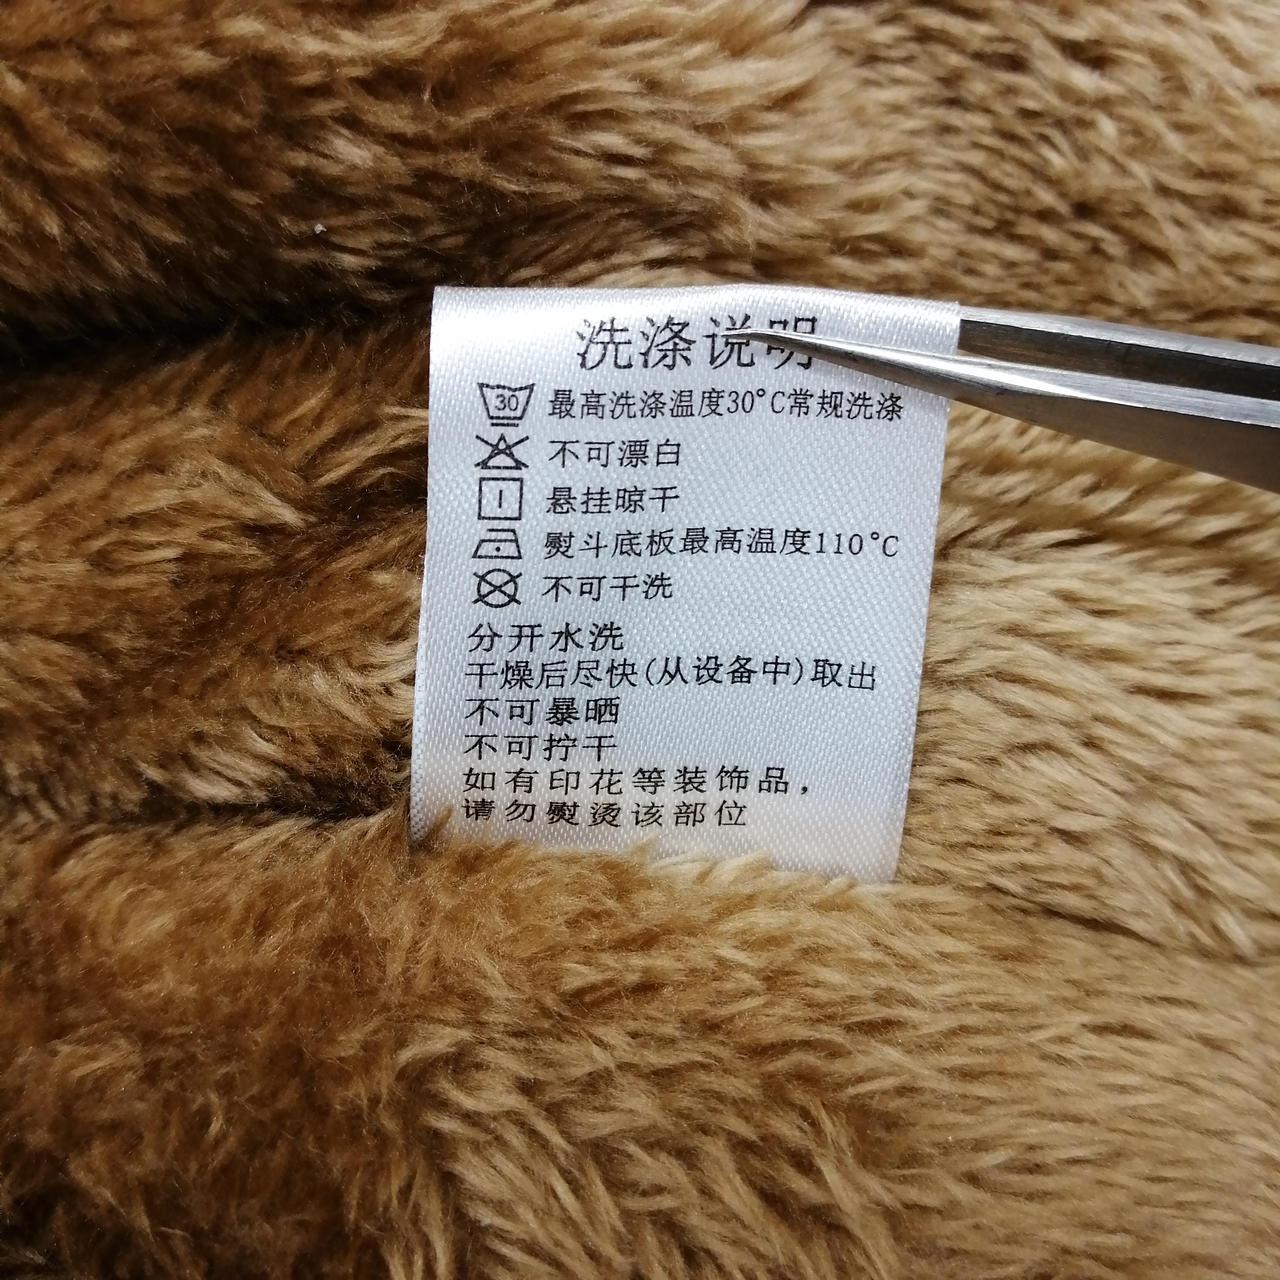 洗涤说明
30 最高洗涤温度30°C常规洗涤
不可漂白
悬挂晾干
熨斗底板最高温度110°C
不可干洗
分开水洗
干燥后尽快(从设备中)取出
不可暴晒
不可拧干
如有印花等装饰品，
请勿熨烫该部位